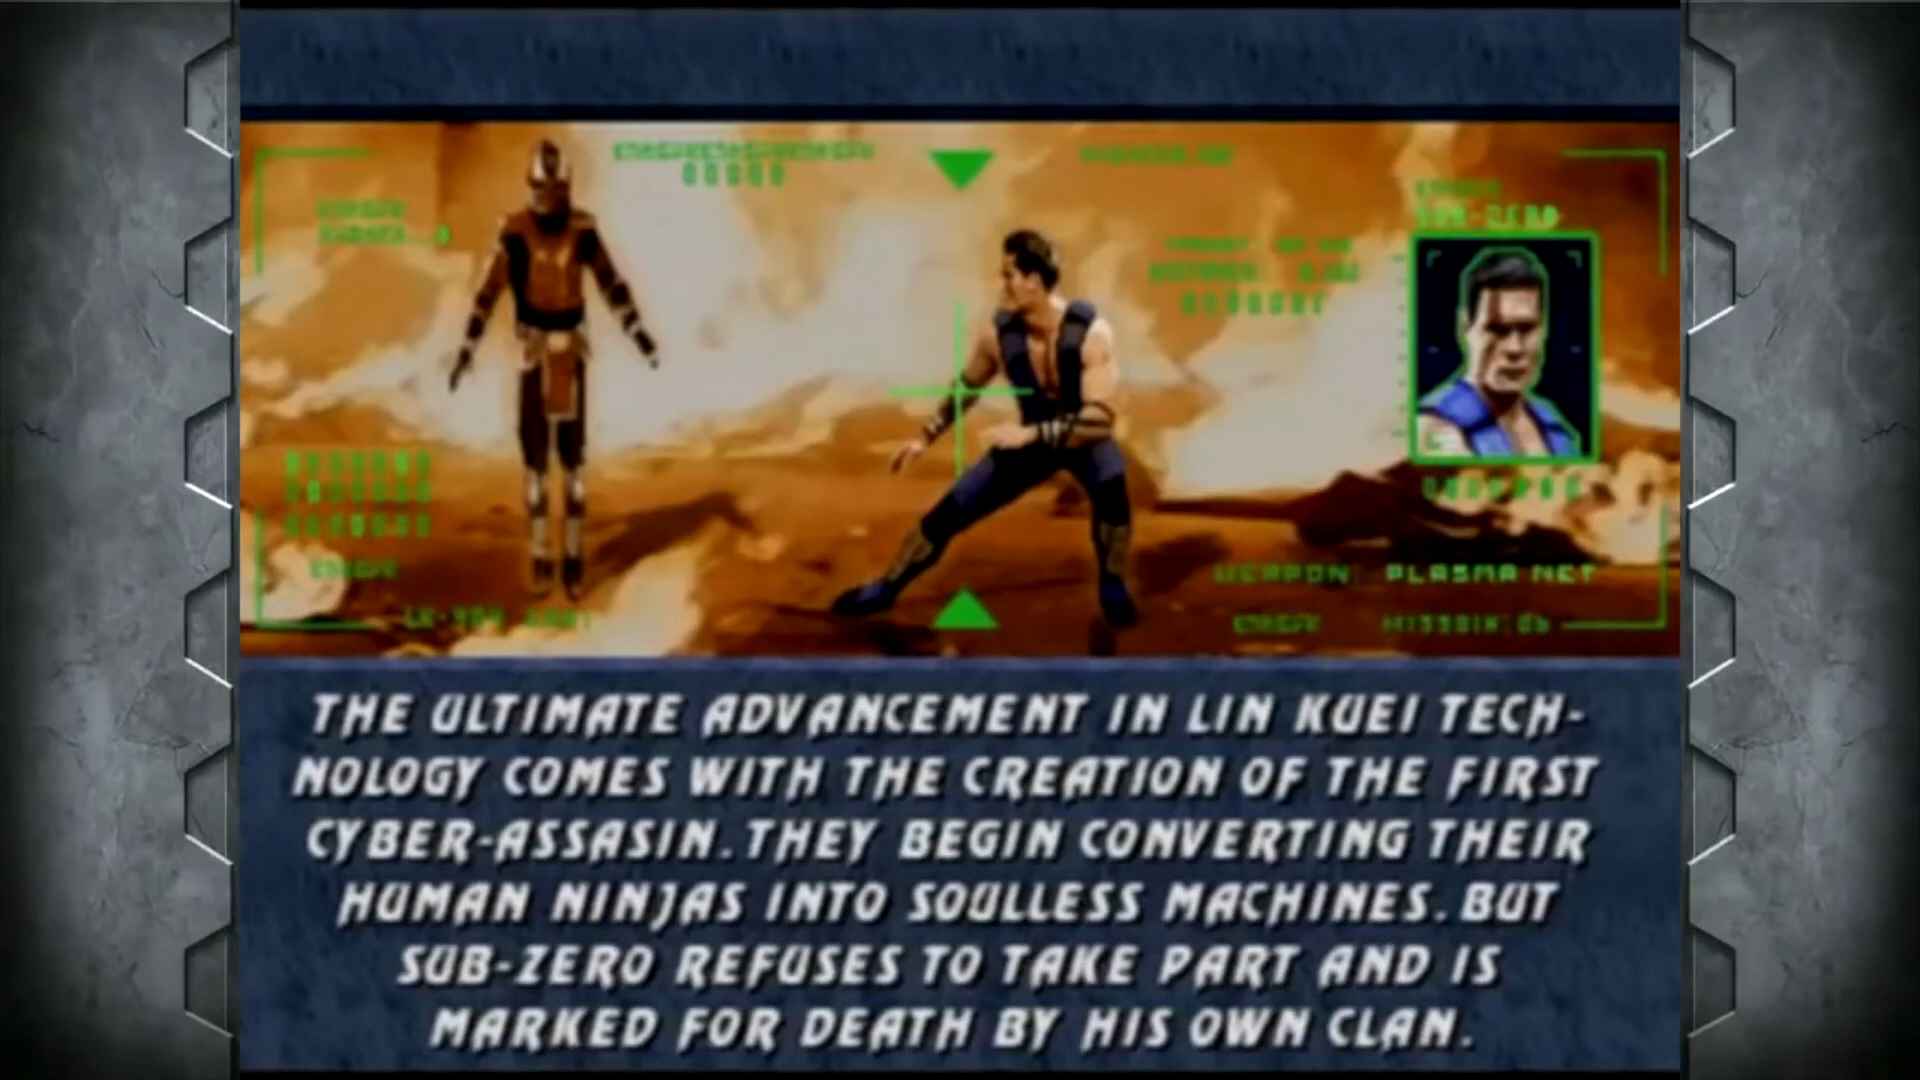 SUB-ZERO
WEAPON: PLASMA NET
THE ULTIMATE ADVANCEMENT IN LIN KUEI TECH-
NOLOGY COMES WITH THE CREATION OF THE FIRST
CYBER-ASSASIN. THEY BEGIN CONVERTING THEIR
HUMAN NINJAS INTO SOULLESS MACHINES. BUT
SUB-ZERO REFUSES TO TAKE PART AND IS
MARKED FOR DEATH BY HIS OWN CLAN.